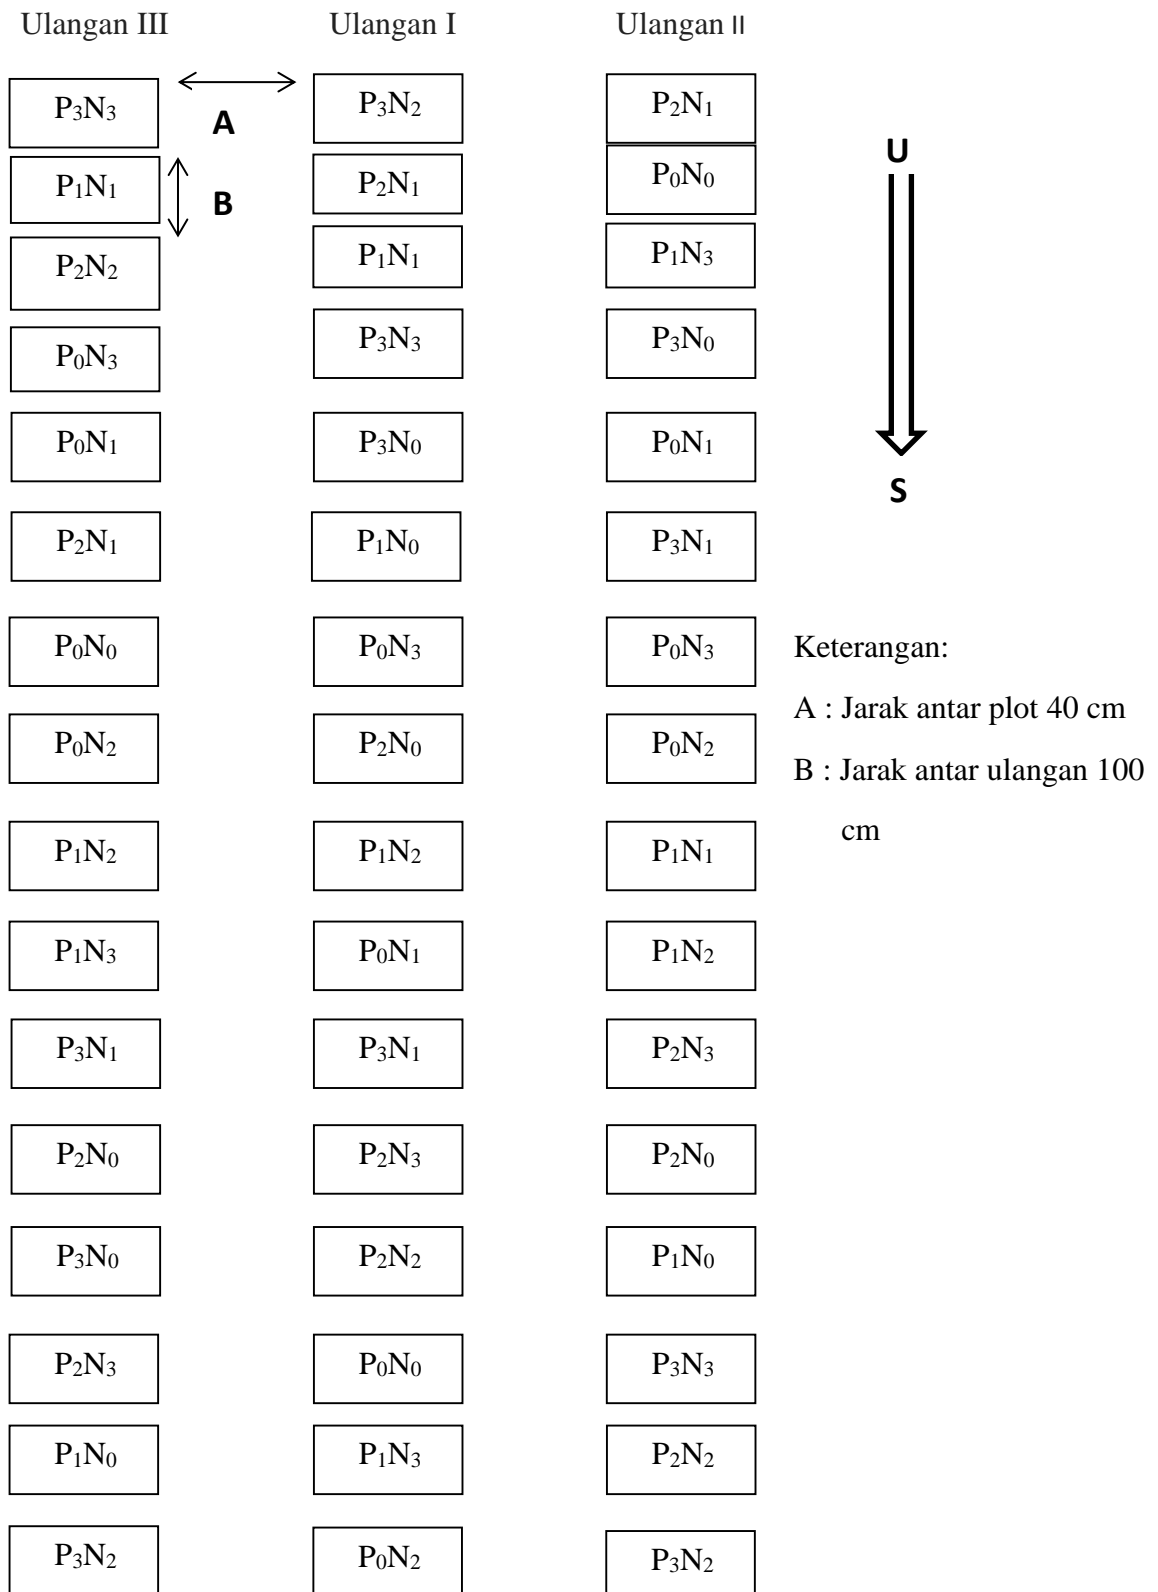 Ulangan III Ulangan I Ulangan II
P₃N₃ P₃N₂ P₂N₁
A
U
P₁N₁ P₂N₁ P₀N₀
B
P₂N₂ P₁N₁ P₁N₃
P₀N₃ P₃N₃ P₃N₀
P₀N₁ P₃N₀ P₀N₁
S
P₂N₁ P₁N₀ P₃N₁
P₀N₀ P₀N₃ P₀N₃
P₀N₂ P₂N₀ P₀N₂
P₁N₂ P₁N₂ P₁N₁
P₁N₃ P₀N₁ P₁N₂
P₃N₁ P₃N₁ P₂N₃
P₂N₀ P₂N₃ P₂N₀
P₃N₀ P₂N₂ P₁N₀
P₂N₃ P₀N₀ P₃N₃
P₁N₀ P₁N₃ P₂N₂
P₃N₂ P₀N₂ P₃N₂
Keterangan:
A : Jarak antar plot 40 cm
B : Jarak antar ulangan 100
cm